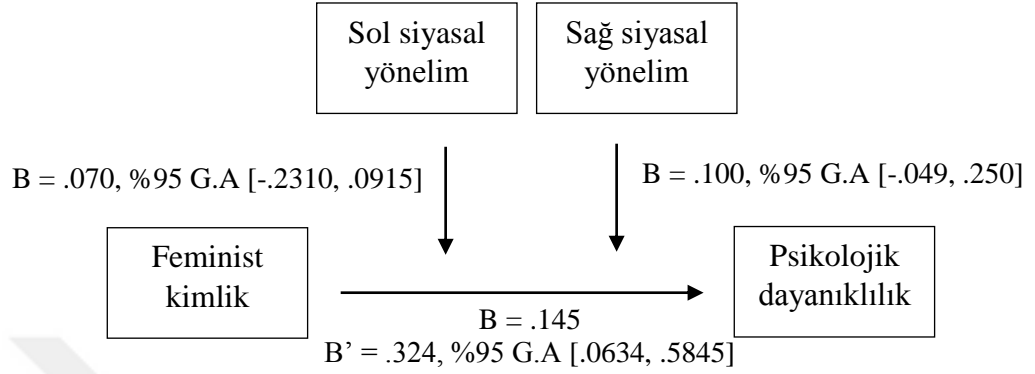 Sol siyasal
yönelim
Sağ siyasal
yönelim
B = .070, %95 G.A [-.2310, .0915]
B = .100, %95 G.A [-.049, .250]
Feminist
kimlik
Psikolojik
dayanıklılık
B = .145
B’ = .324, %95 G.A [.0634, .5845]